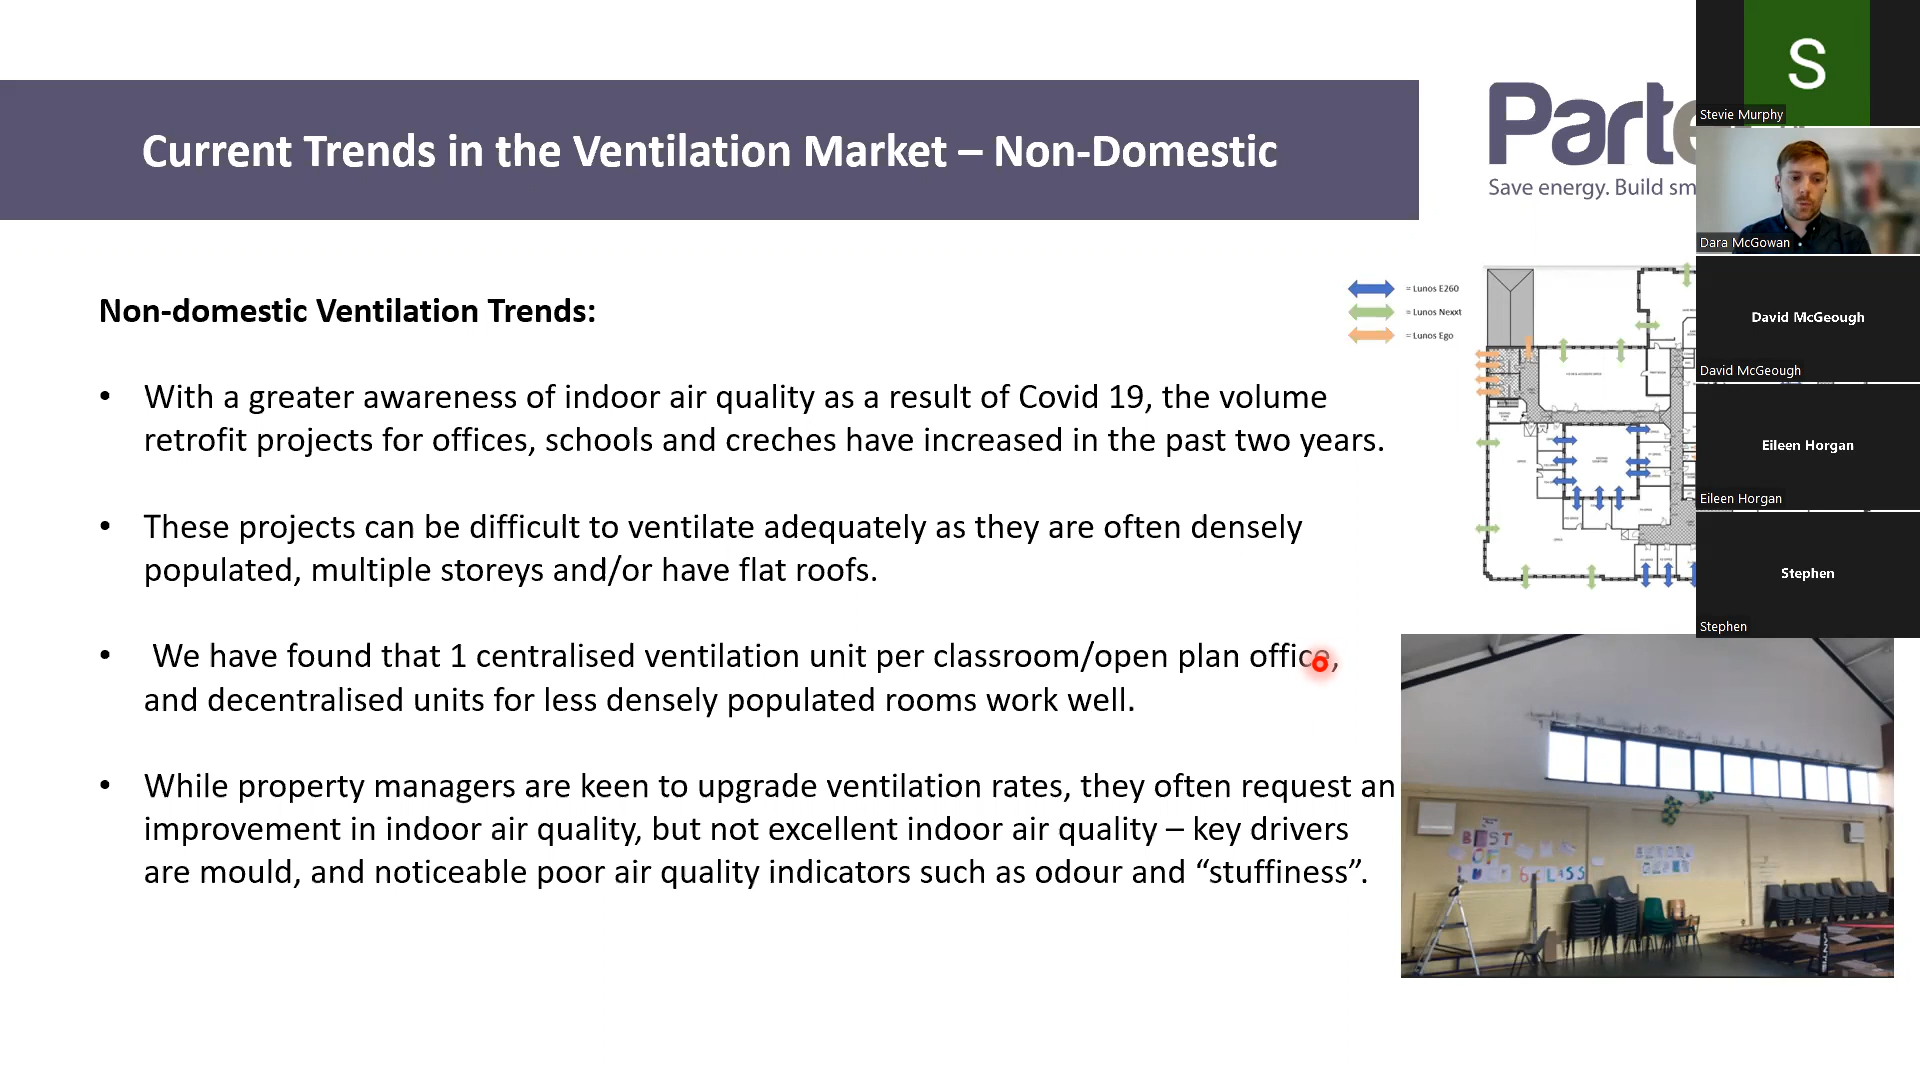 Current Trends in the Ventilation Market – Non-Domestic
Parte
Save energy. Build sm
Non-domestic Ventilation Trends:
• With a greater awareness of indoor air quality as a result of Covid 19, the volume
retrofit projects for offices, schools and creches have increased in the past two years.
• These projects can be difficult to ventilate adequately as they are often densely
populated, multiple storeys and/or have flat roofs.
• We have found that 1 centralised ventilation unit per classroom/open plan office,
and decentralised units for less densely populated rooms work well.
• While property managers are keen to upgrade ventilation rates, they often request an
improvement in indoor air quality, but not excellent indoor air quality – key drivers
are mould, and noticeable poor air quality indicators such as odour and “stuffiness”.
= Lunos E260
= Lunos Nexxt
= Lunos Ego
S
Stevie Murphy
Dara McGowan
David McGeough
David McGeough
Eileen Horgan
Eileen Horgan
Stephen
Stephen
BEST
OF
6 CLASS